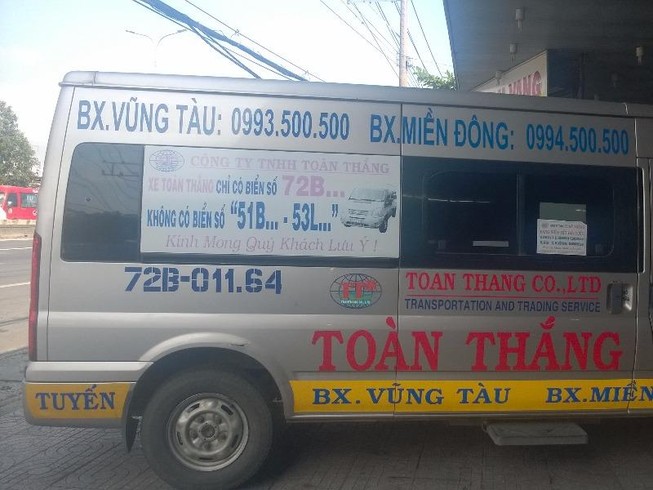 BX.VŨNG TÀU: 0993.500.500
BX.MIỀN ĐÔNG: 0994.500.500
CÔNG TY TNHH TOÀN THẮNG
XE TOÀN THẮNG CHỈ CÓ BIỂN SỐ 72B...
KHÔNG CÓ BIỂN SỐ "51B... - 53L..."
Kính Mong Quý Khách Lưu Ý !
72B-011.64
TOAN THANG CO.,LTD
TRANSPORTATION AND TRADING SERVICE
TOÀN THẮNG
TUYẾN
BX.VŨNG TÀU
BX.MIỀN